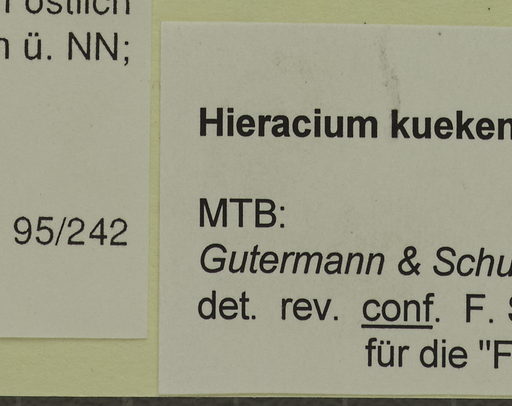 östlich
ü. NN;
95/242
Hieracium kueken
MTB:
Gutermann & Schu
det. rev. conf. F. S
für die "F